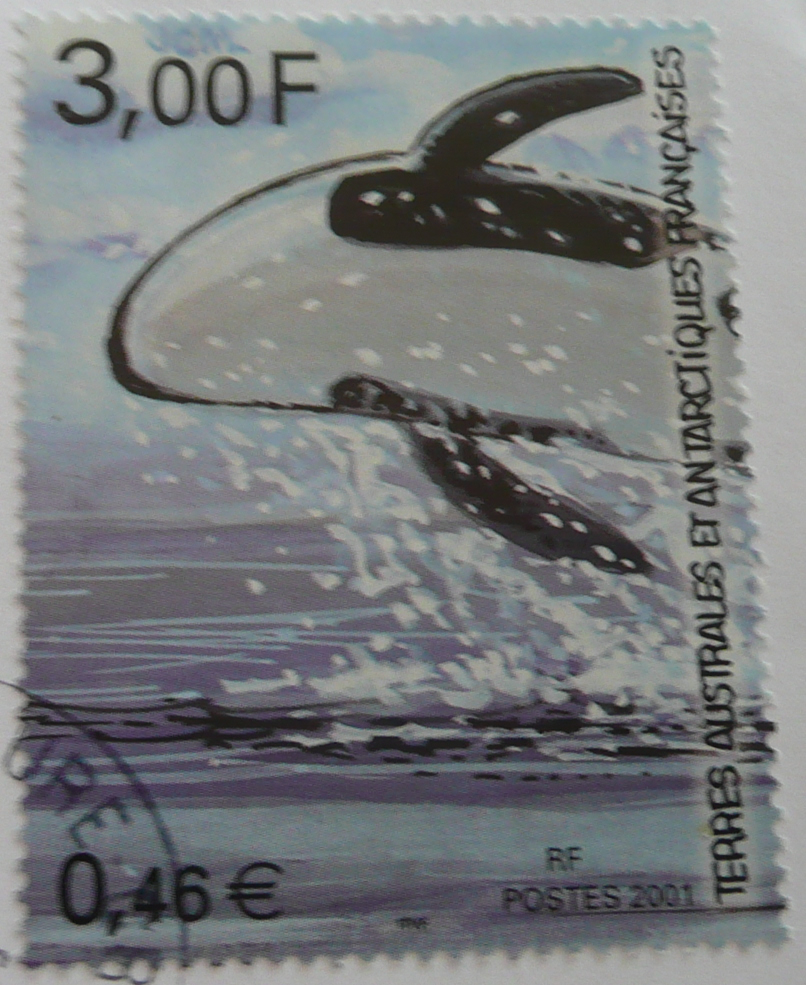 3,00 F
TERRES AUSTRALES ET ANTARCTIQUES FRANÇAISES
0,46 €
RF
POSTES 2001